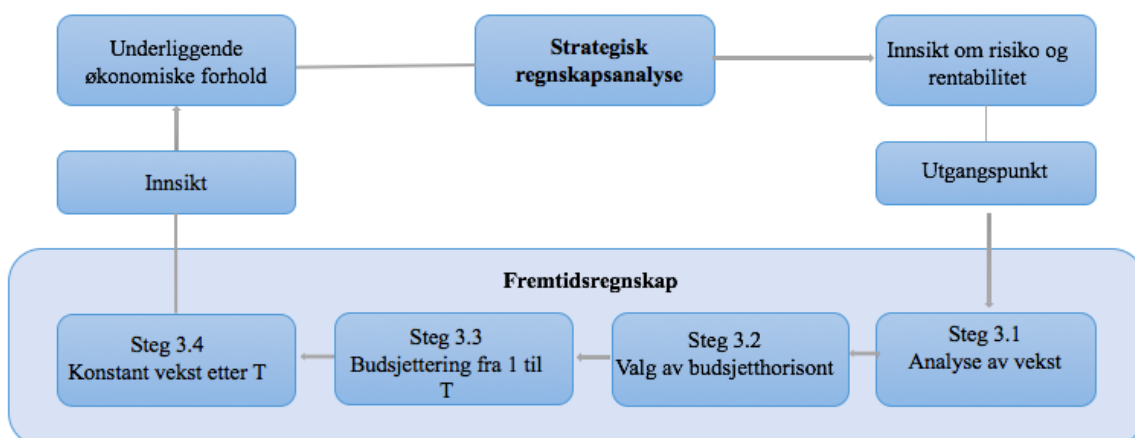 Underliggende
økonomiske forhold
Strategisk
regnskapsanalyse
Innsikt om risiko og
rentabilitet
Innsikt
Utgangspunkt
Fremtidsregnskap
Steg 3.4
Konstant vekst etter T
Steg 3.3
Budsjettering fra 1 til
T
Steg 3.2
Valg av budsjetthorisont
Steg 3.1
Analyse av vekst